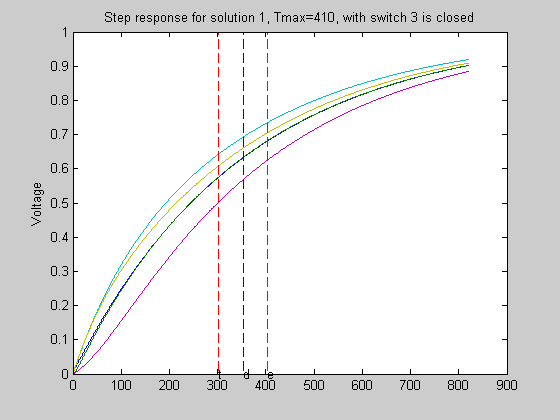 Step response for solution 1, Tmax=410, with switch 3 is closed
1
0.9
0.8
0.7
0.6
0.5
0.4
0.3
0.2
0.1
0
Voltage
t d e
0 100 200 300 400 500 600 700 800 900